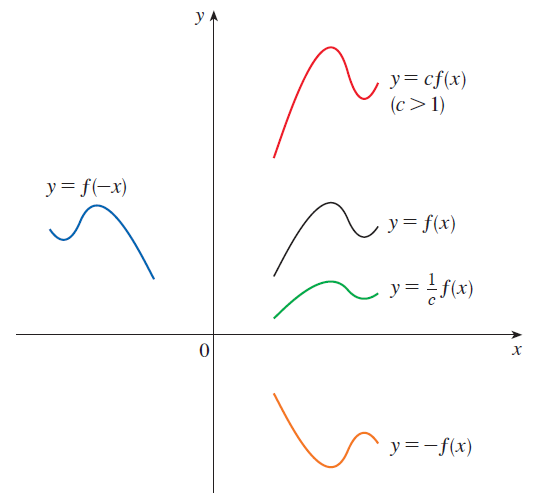 y
y = cf(x)
(c > 1)
y = f(−x)
y = f(x)
y = 1/c f(x)
0
x
y = −f(x)